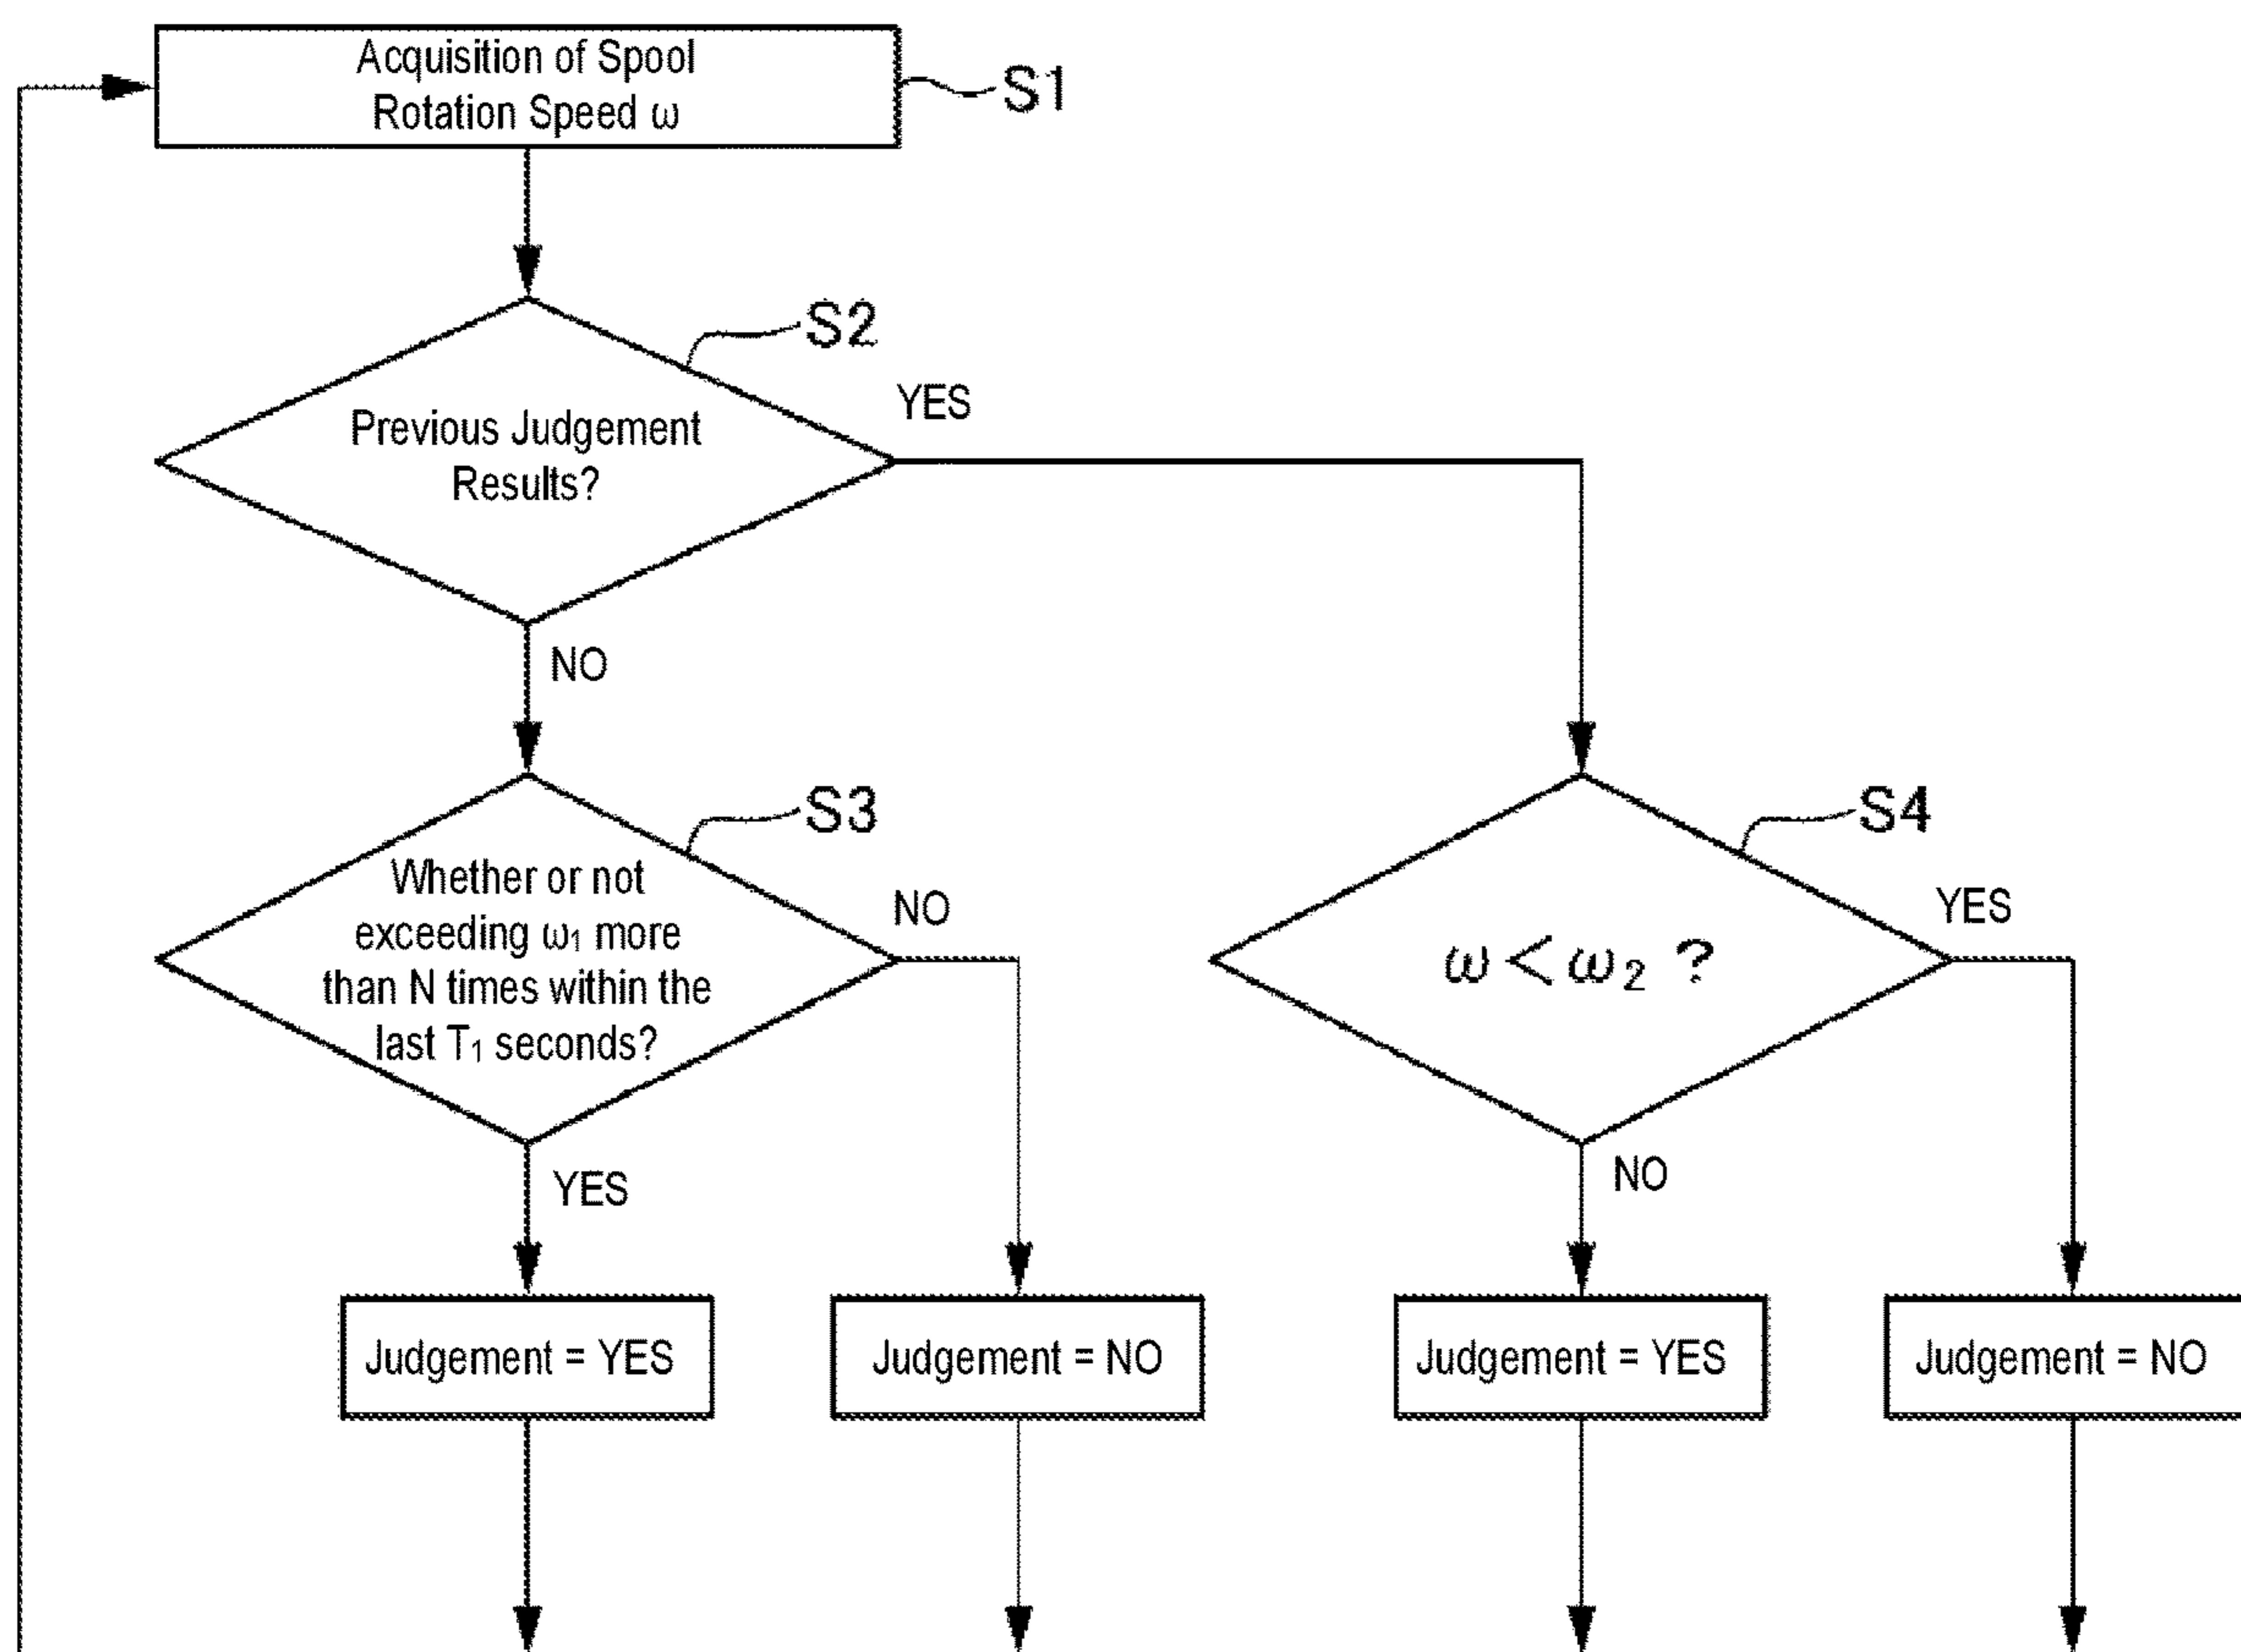 Acquisition of Spool
Rotation Speed ω
S1
S2
Previous Judgement
Results?
YES
NO
S3
Whether or not
exceeding ω₁ more
than N times within the
last T₁ seconds?
NO
YES
S4
ω < ω₂ ?
YES
NO
Judgement = YES
Judgement = NO
Judgement = YES
Judgement = NO